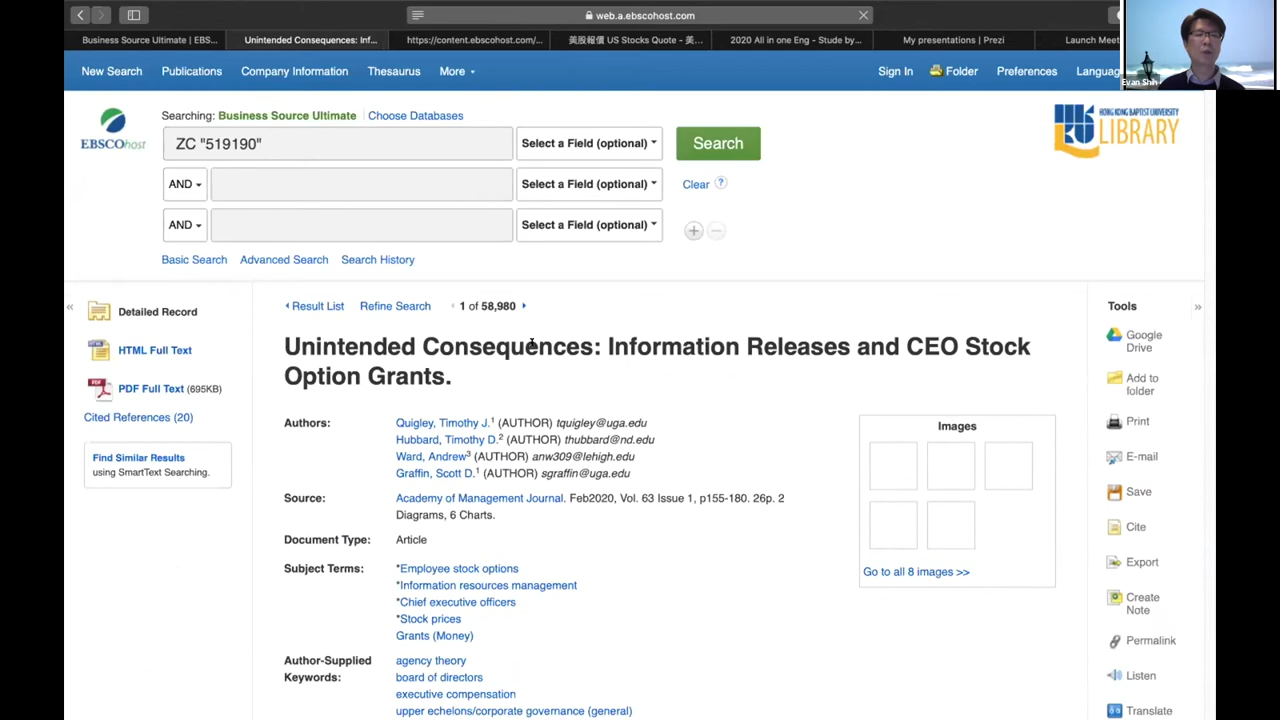 web.a.ebscohost.com
Business Source Ultimate | EBS...
Unintended Consequences: Inf...
https://content.ebscohost.com/...
美股報價 US Stocks Quote - 美...
2020 All in one Eng - Stude by...
My presentations | Prezi
Launch Meet
New Search
Publications
Company Information
Thesaurus
More
Sign In
Folder
Preferences
Languag
Evan Shih
EBSCOhost
Searching: Business Source Ultimate
Choose Databases
ZC "519190"
Select a Field (optional)
Search
AND
Select a Field (optional)
Clear
?
AND
Select a Field (optional)
Basic Search
Advanced Search
Search History
HONG KONG BAPTIST UNIVERSITY
LIBRARY
«
Detailed Record
HTML Full Text
PDF Full Text (695KB)
Cited References (20)
Find Similar Results
using SmartText Searching.
Result List
Refine Search
1 of 58,980
Unintended Consequences: Information Releases and CEO Stock
Option Grants.
Authors:
Quigley, Timothy J.1 (AUTHOR) tquigley@uga.edu
Hubbard, Timothy D.2 (AUTHOR) thubbard@nd.edu
Ward, Andrew3 (AUTHOR) anw309@lehigh.edu
Graffin, Scott D.1 (AUTHOR) sgraffin@uga.edu
Source:
Academy of Management Journal. Feb2020, Vol. 63 Issue 1, p155-180. 26p. 2
Diagrams, 6 Charts.
Document Type:
Article
Subject Terms:
*Employee stock options
*Information resources management
*Chief executive officers
*Stock prices
Grants (Money)
Author-Supplied
Keywords:
agency theory
board of directors
executive compensation
upper echelons/corporate governance (general)
Images
Go to all 8 images >>
Tools
»
Google
Drive
Add to
folder
Print
E-mail
Save
Cite
Export
Create
Note
Permalink
Listen
Translate